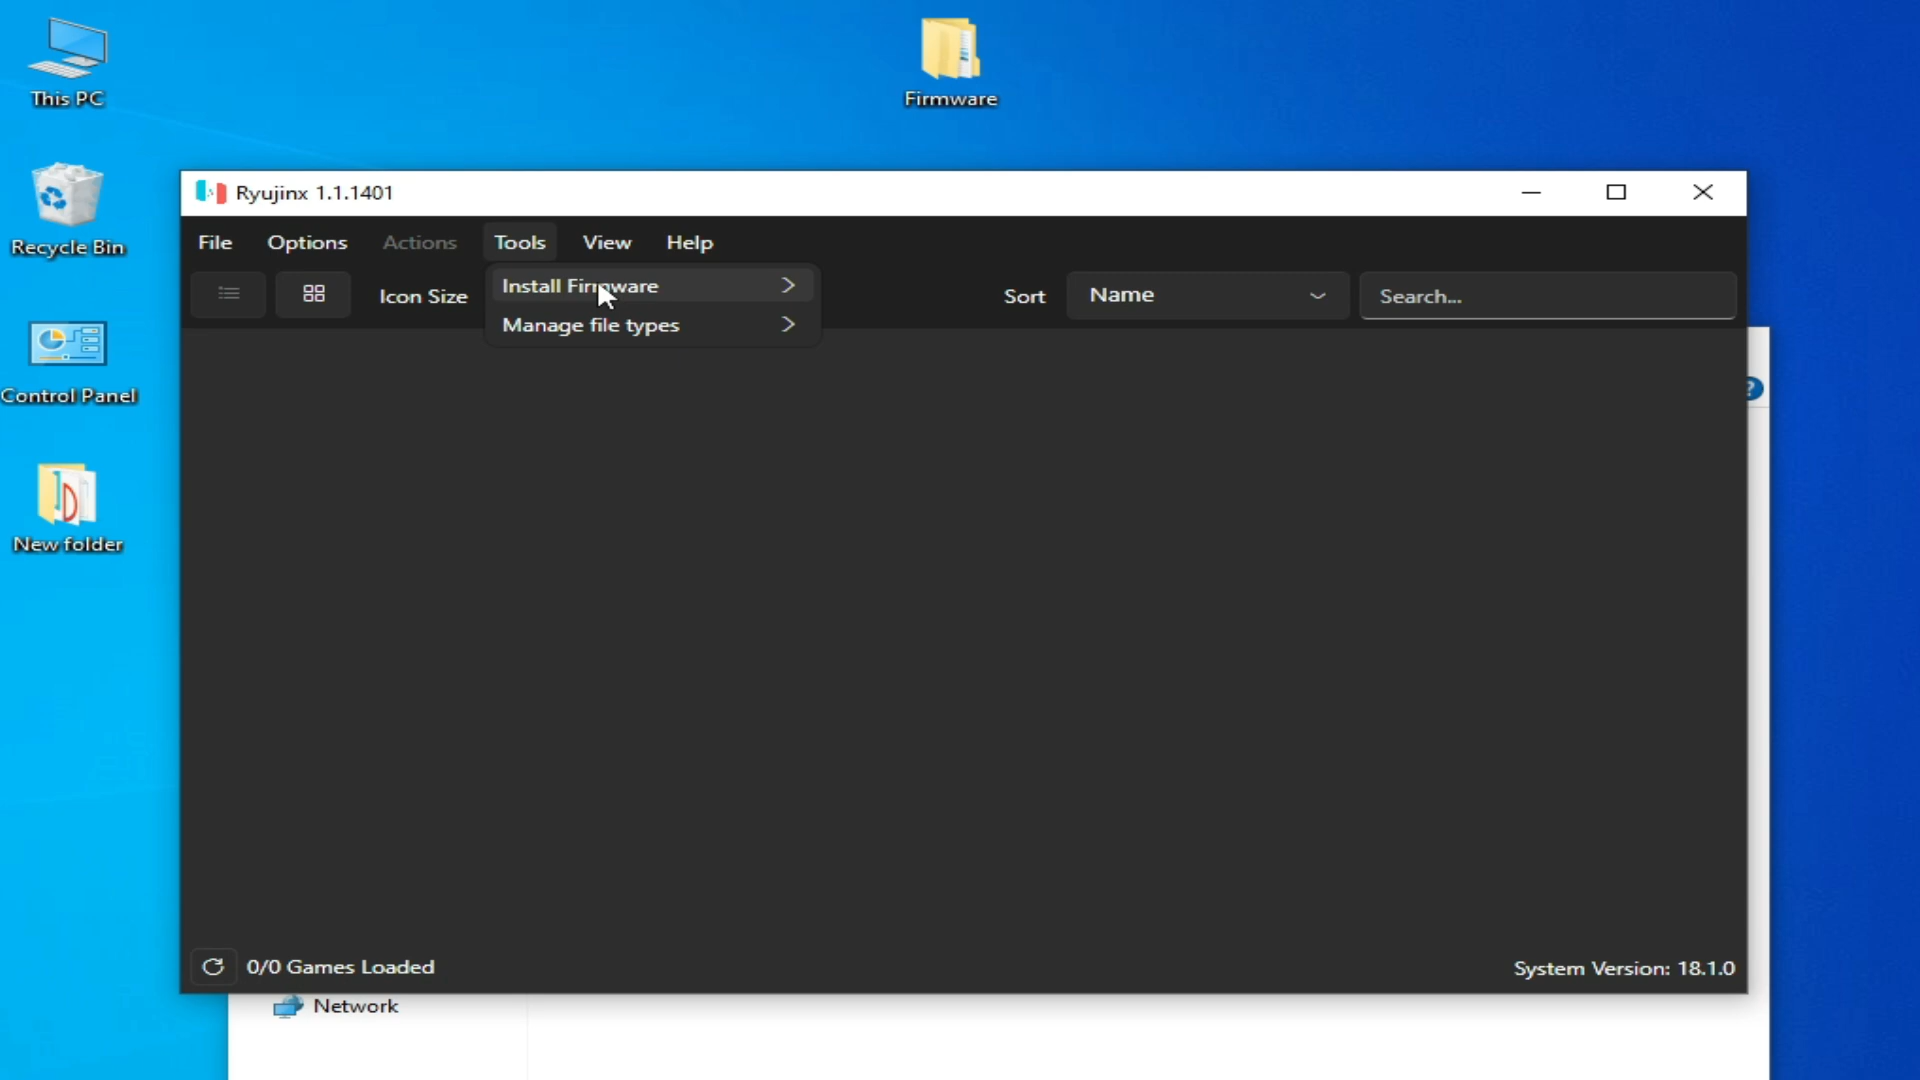 This PC
Firmware
Recycle Bin
Ryujinx 1.1.1401
File Options Actions Tools View Help
Icon Size
Install Firmware
Sort Name Search...
Manage file types
Control Panel
?
New folder
0/0 Games Loaded
System Version: 18.1.0
Network